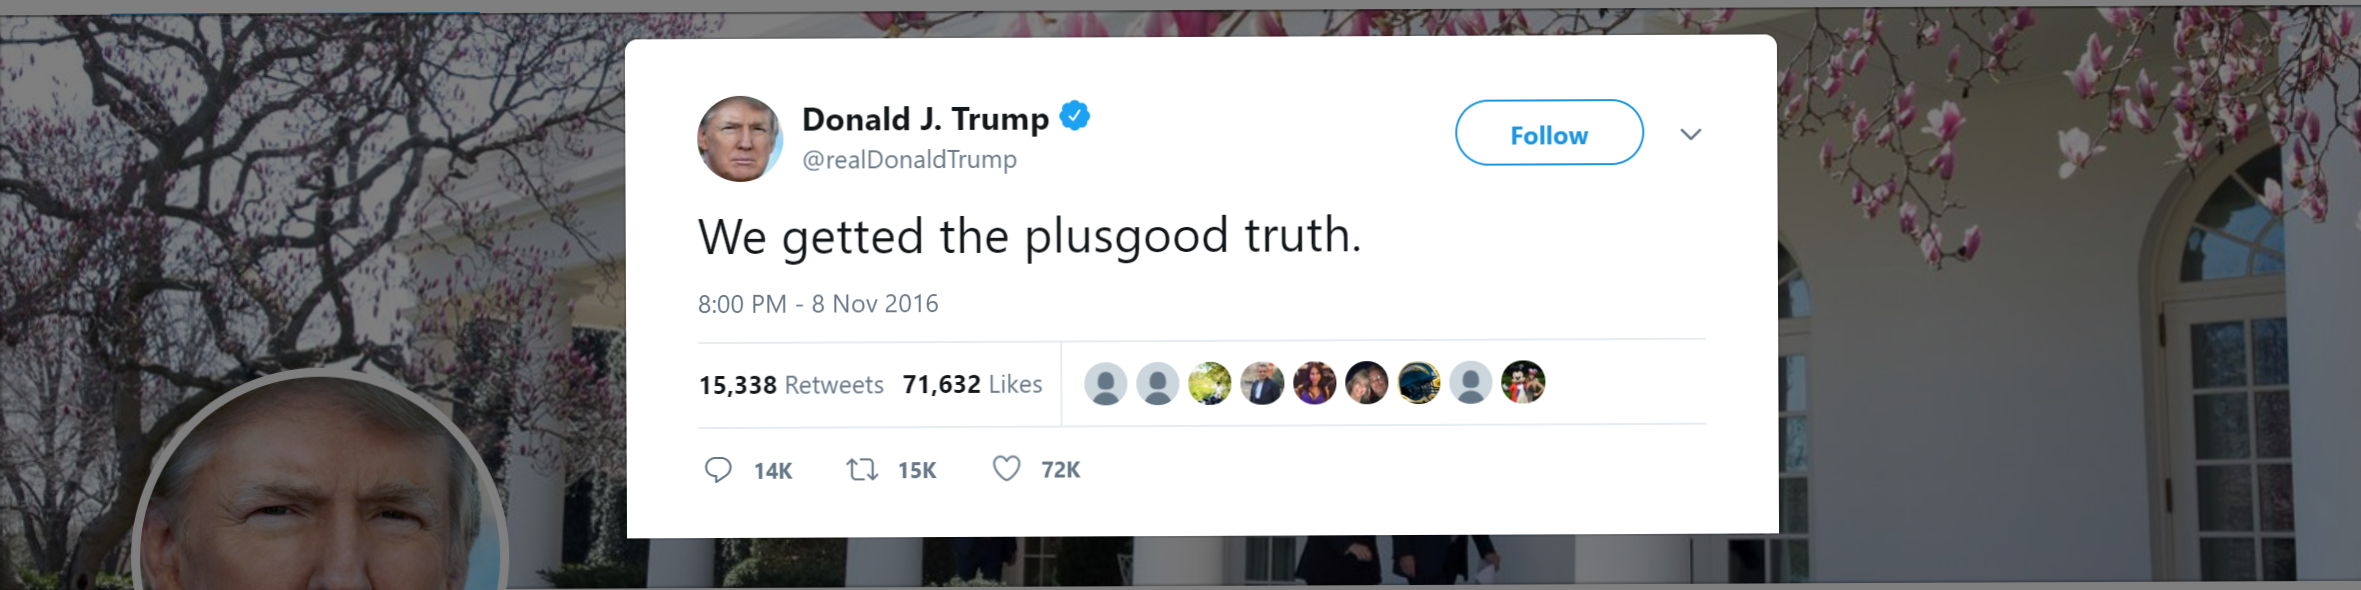 Donald J. Trump
@realDonaldTrump
Follow
We getted the plusgood truth.
8:00 PM - 8 Nov 2016
15,338 Retweets 71,632 Likes
14K 15K 72K